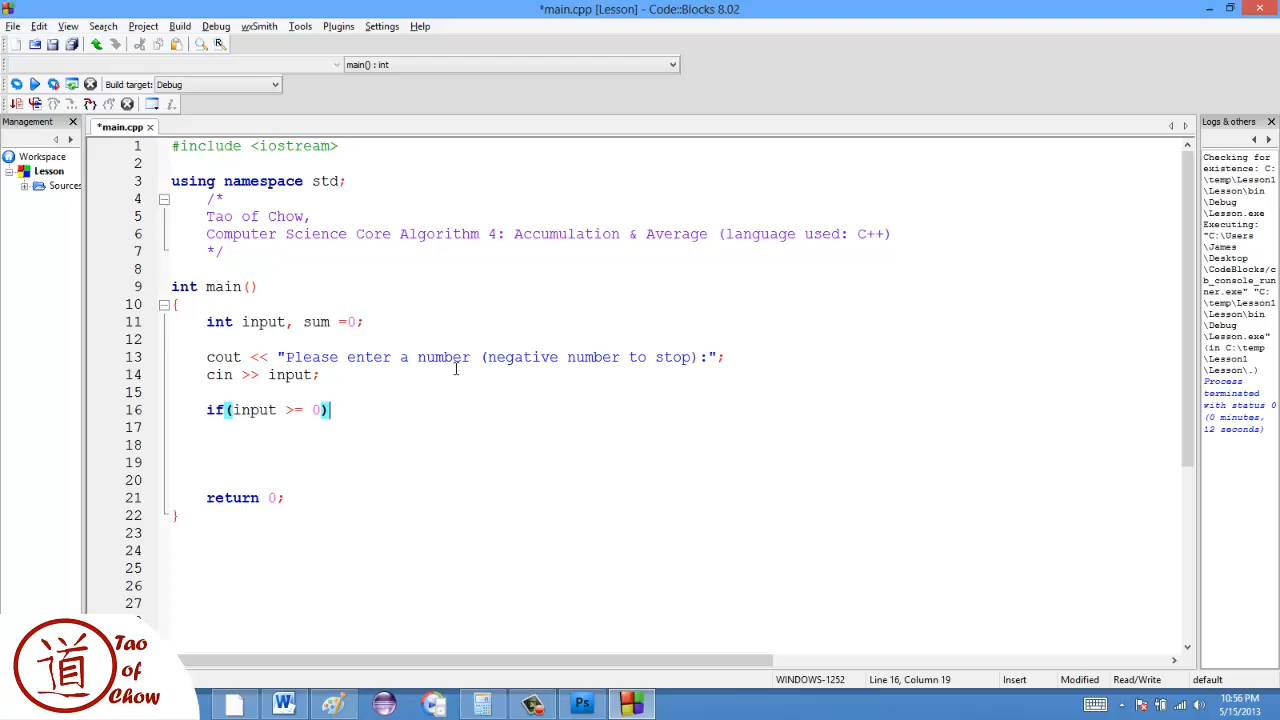 *main.cpp [Lesson] - Code::Blocks 8.02
File Edit View Search Project Build Debug wxSmith Tools Plugins Settings Help
main() : int
Build target: Debug
Management
*main.cpp
Logs & others
Workspace
Lesson
Sources
1 #include <iostream>
2
3 using namespace std;
4 /*
5 Tao of Chow,
6 Computer Science Core Algorithm 4: Accumulation & Average (language used: C++)
7 */
8
9 int main()
10 {
11 int input, sum =0;
12
13 cout << "Please enter a number (negative number to stop):";
14 cin >> input;
15
16 if(input >= 0)
17
18
19
20
21 return 0;
22 }
23
24
25
26
27
Checking for
existence: C:
\temp\Lesson1
\Lesson\bin
\Debug
\Lesson.exe
Executing:
"C:\Users
\James
\Desktop
\CodeBlocks/c
b_console_run
ner.exe" "C:
\temp\Lesson1
\Lesson\bin
\Debug
\Lesson.exe"
(in C:\temp
\Lesson1
\Lesson\.)
Process
terminated
with status 0
(0 minutes,
12 seconds)
道
Tao
of
Chow
WINDOWS-1252 Line 16, Column 19 Insert Modified Read/Write default
W
Ps
10:56 PM
5/15/2013